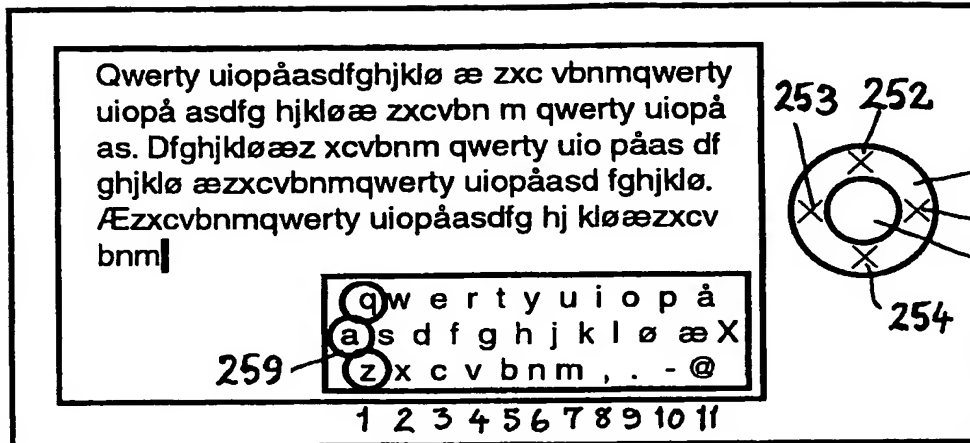 Qwerty uiopåasdfghjklø æ zxc vbnmqwerty
uiopå asdfg hjkløæ zxcvbn m qwerty uiopå
as. Dfghjkløæz xcvbnm qwerty uio påas df
ghjklø æzxcvbnmqwerty uiopåasd fghjklø.
Æzxcvbnmqwerty uiopåasdfg hj kløæzxcv
bnm
253 252
254
q w e r t y u i o p å
a s d f g h j k l ø æ X
z x c v b n m , . - @
259
1 2 3 4 5 6 7 8 9 10 11